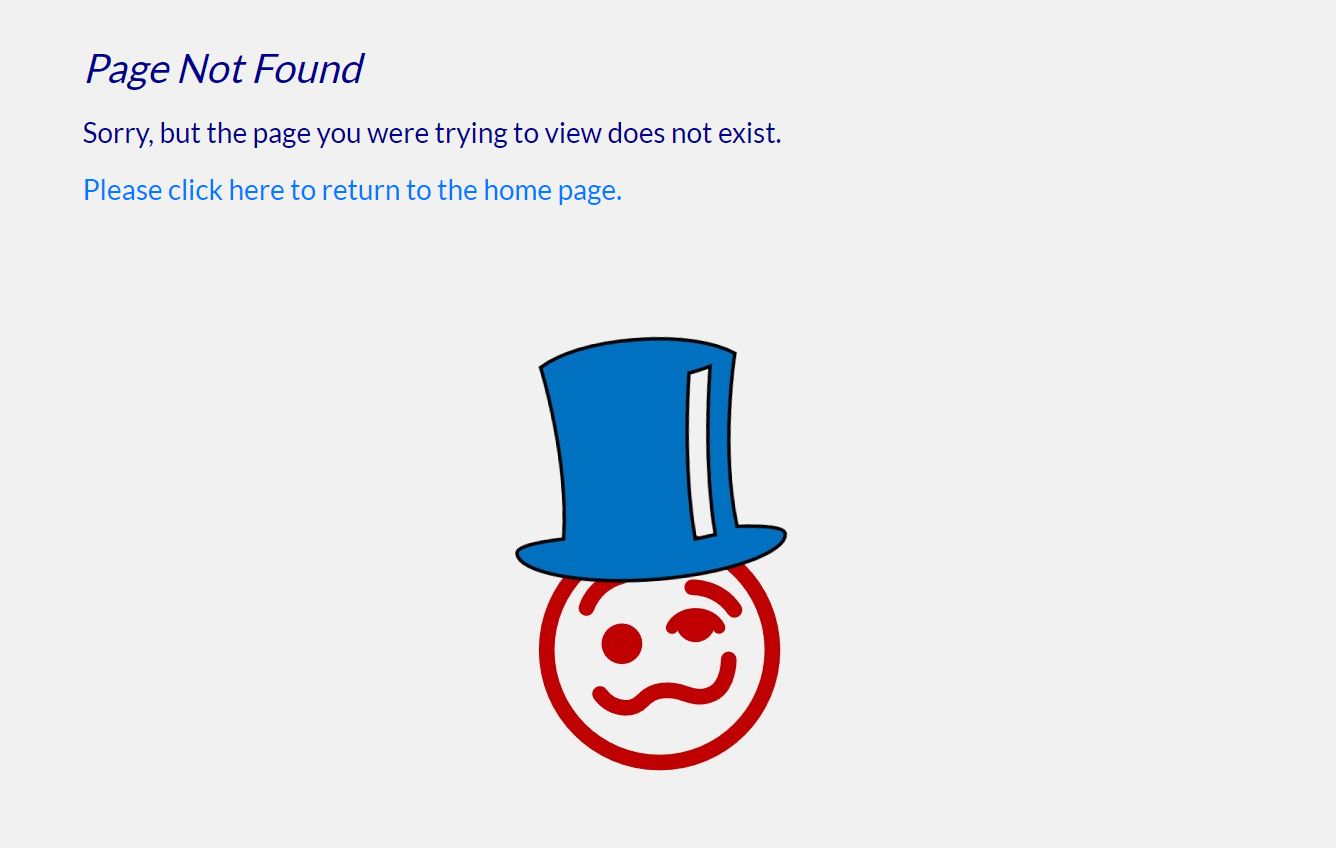 Page Not Found
Sorry, but the page you were trying to view does not exist.
Please click here to return to the home page.